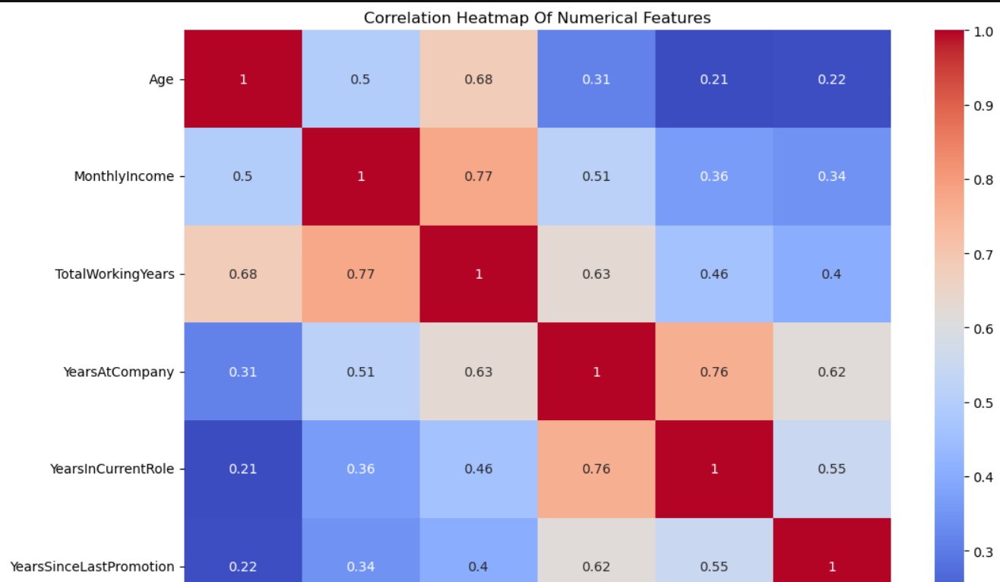 Correlation Heatmap Of Numerical Features
Age 1 0.5 0.68 0.31 0.21 0.22
MonthlyIncome 0.5 1 0.77 0.51 0.36 0.34
TotalWorkingYears 0.68 0.77 1 0.63 0.46 0.4
YearsAtCompany 0.31 0.51 0.63 1 0.76 0.62
YearsInCurrentRole 0.21 0.36 0.46 0.76 1 0.55
YearsSinceLastPromotion 0.22 0.34 0.4 0.62 0.55 1
1.0
0.9
0.8
0.7
0.6
0.5
0.4
0.3